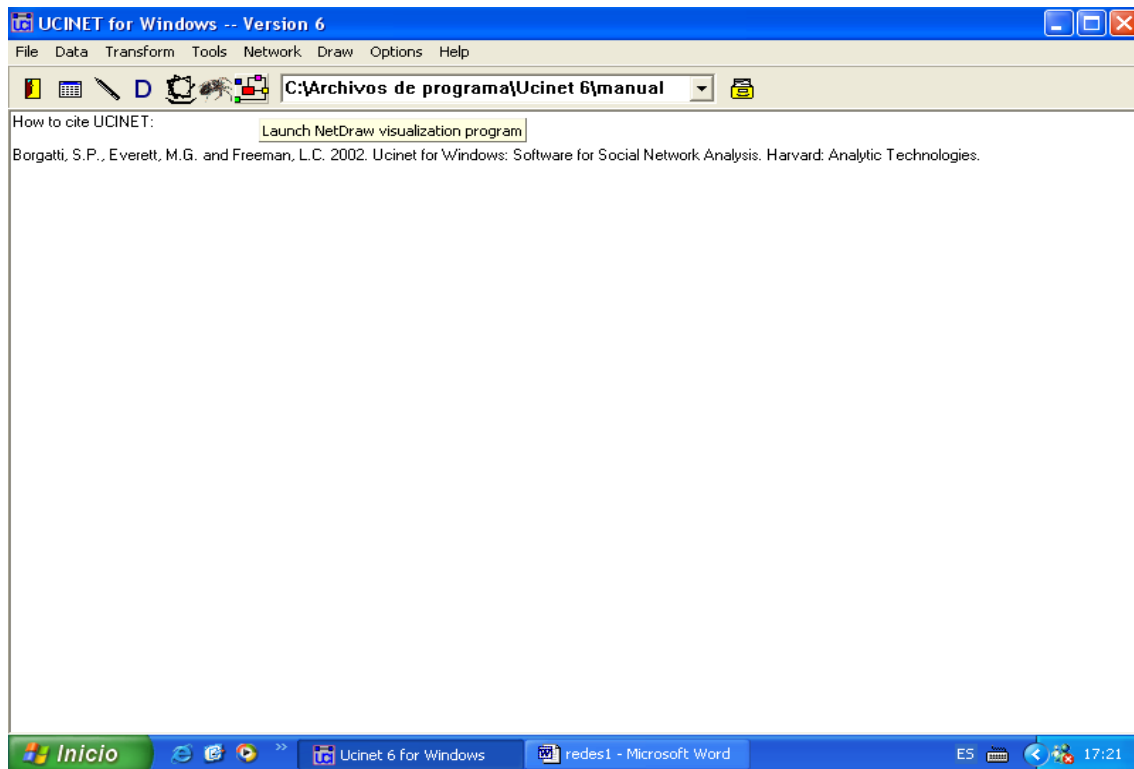 UCINET for Windows -- Version 6
File Data Transform Tools Network Draw Options Help
D C:\Archivos de programa\Ucinet 6\manual
How to cite UCINET:
Launch NetDraw visualization program
Borgatti, S.P., Everett, M.G. and Freeman, L.C. 2002. Ucinet for Windows: Software for Social Network Analysis. Harvard: Analytic Technologies.
Inicio » Ucinet 6 for Windows redes1 - Microsoft Word ES 17:21